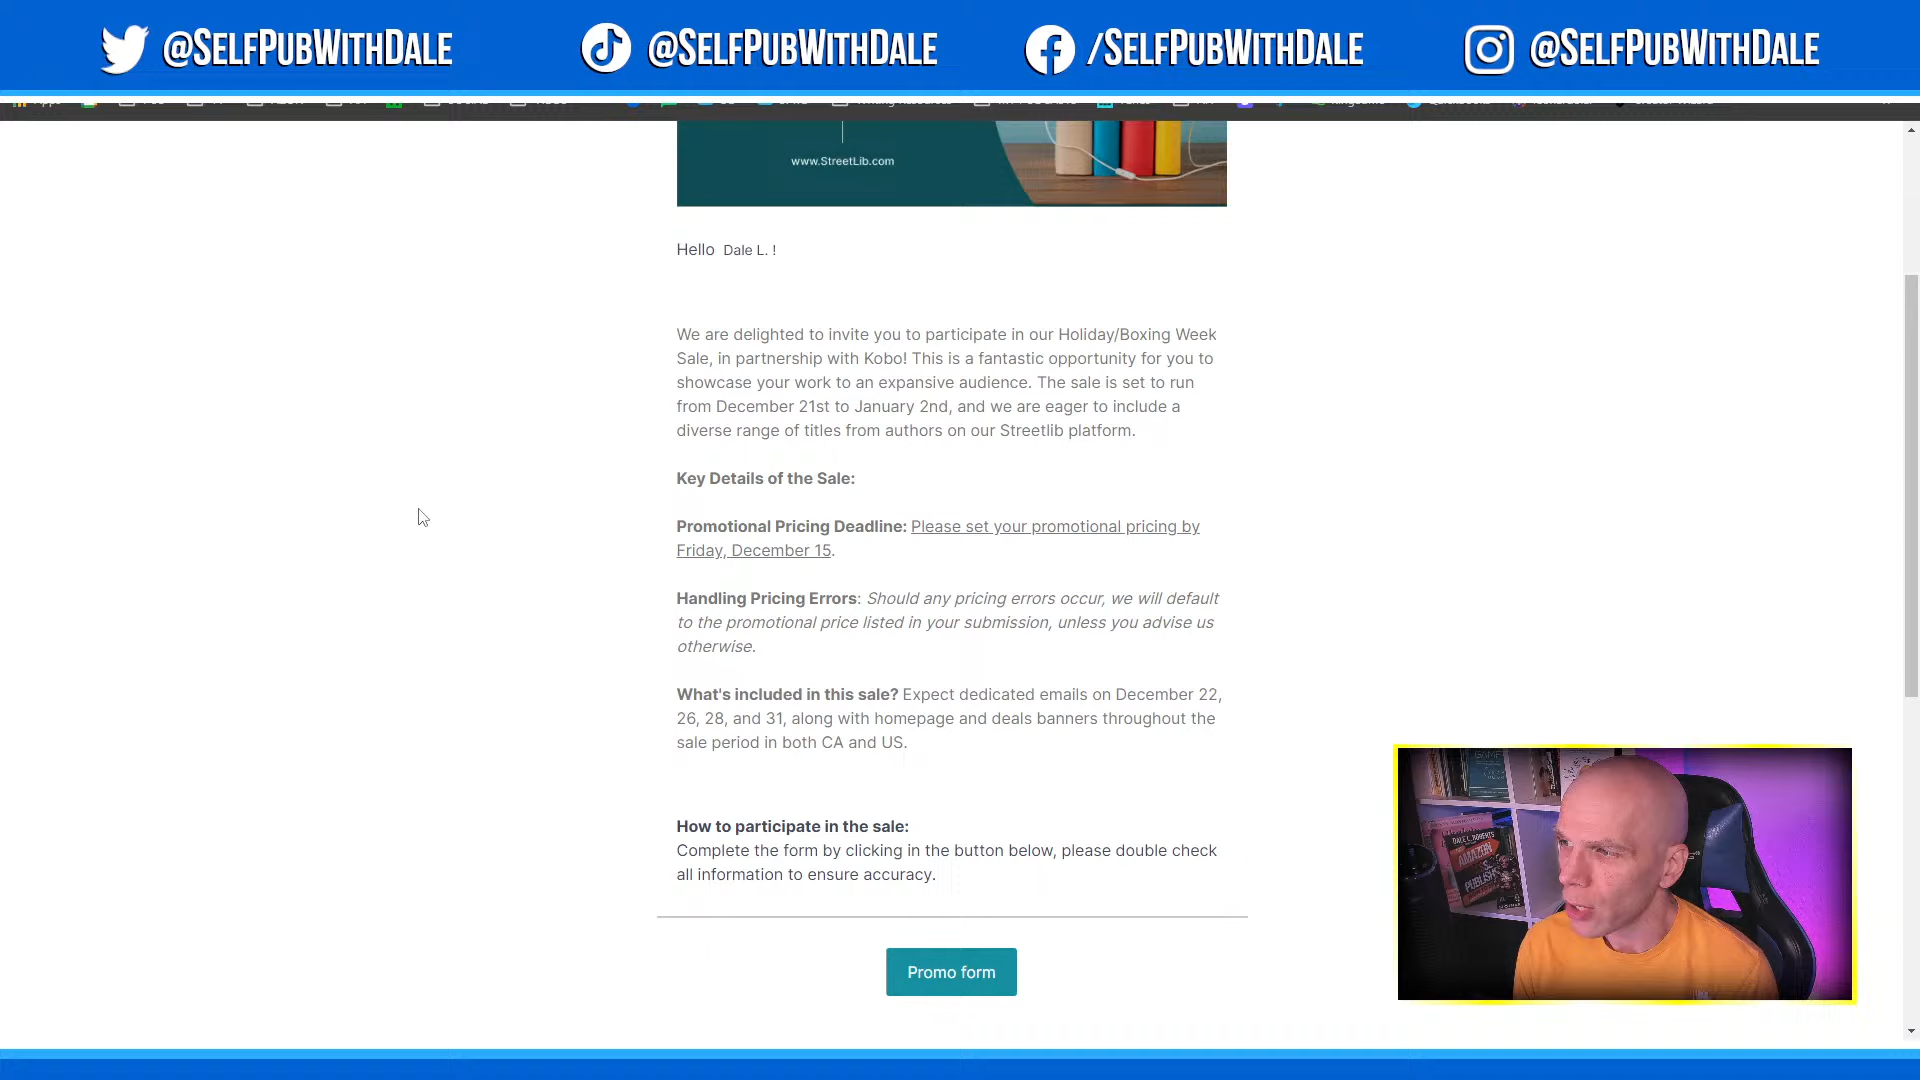 @SELFPUBWITHDALE @SELFPUBWITHDALE /SELFPUBWITHDALE @SELFPUBWITHDALE
www.StreetLib.com
Hello Dale L. !
We are delighted to invite you to participate in our Holiday/Boxing Week
Sale, in partnership with Kobo! This is a fantastic opportunity for you to
showcase your work to an expansive audience. The sale is set to run
from December 21st to January 2nd, and we are eager to include a
diverse range of titles from authors on our Streetlib platform.
Key Details of the Sale:
Promotional Pricing Deadline: Please set your promotional pricing by
Friday, December 15.
Handling Pricing Errors: Should any pricing errors occur, we will default
to the promotional price listed in your submission, unless you advise us
otherwise.
What's included in this sale? Expect dedicated emails on December 22,
26, 28, and 31, along with homepage and deals banners throughout the
sale period in both CA and US.
How to participate in the sale:
Complete the form by clicking in the button below, please double check
all information to ensure accuracy.
Promo form
DALE L. ROBERTS
AMAZON
PUBLISH